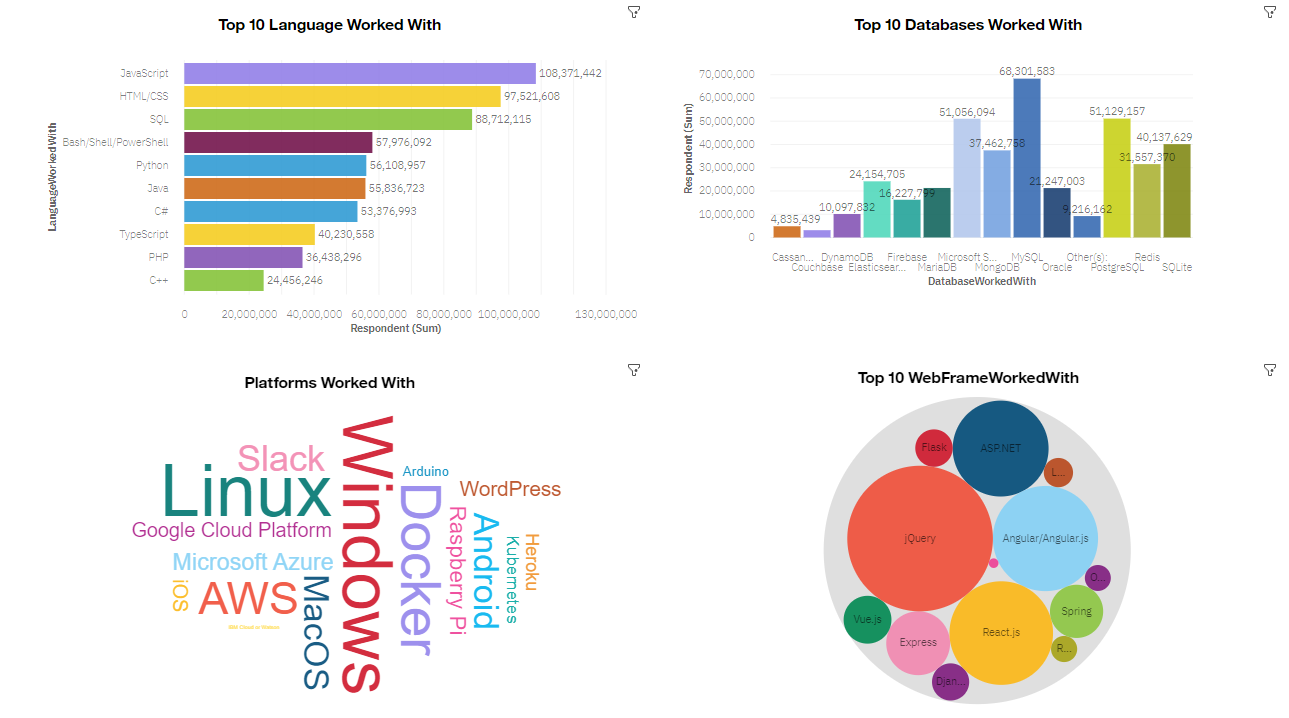 Top 10 Language Worked With
LanguageWorkedWith
JavaScript 108,371,442
HTML/CSS 97,521,608
SQL 88,712,115
Bash/Shell/PowerShell 57,976,092
Python 56,108,957
Java 55,836,723
C# 53,376,993
TypeScript 40,230,558
PHP 36,438,296
C++ 24,456,246
0 20,000,000 40,000,000 60,000,000 80,000,000 100,000,000 130,000,000
Respondent (Sum)
Top 10 Databases Worked With
Respondent (Sum)
70,000,000
60,000,000
50,000,000
40,000,000
30,000,000
20,000,000
10,000,000
0
4,835,439
10,097,832
24,154,705
16,227,799
51,056,094
37,462,758
68,301,583
21,247,003
9,216,162
51,129,157
31,557,370
40,137,629
Cassan... DynamoDB Firebase Microsoft S... MySQL Other(s): Redis
Couchbase Elasticsear... MariaDB MongoDB Oracle PostgreSQL SQLite
DatabaseWorkedWith
Platforms Worked With
Slack
Linux
Google Cloud Platform
Microsoft Azure
iOS
AWS
MacOS
Windows
Arduino
Docker
WordPress
Raspberry Pi
Android
Kubernetes
Heroku
Top 10 WebFrameWorkedWith
Flask
ASP.NET
L...
jQuery
Angular/Angular.js
O...
Vue.js
Express
React.js
Spring
R...
Djan...